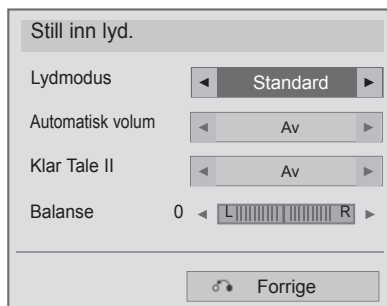 Still inn lyd.
Lydmodus ◄ Standard ►
Automatisk volum ◄ Av ►
Klar Tale II ◄ Av ►
Balanse 0 ◄ L R ►
Forrige